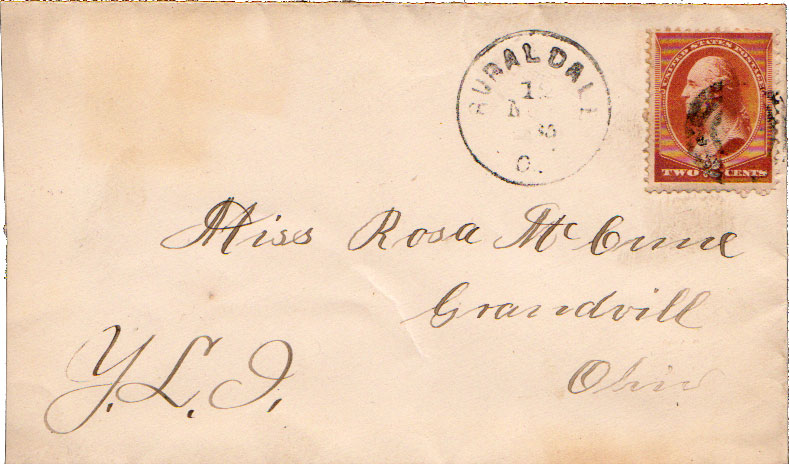 RURALDALE
O.
UNITED STATES POSTAGE
TWO CENTS
Miss Rosa McCune
Grandvill
Ohio
Y.L.I.